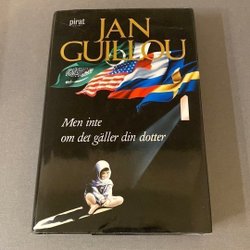 pirat
JAN
GUILLOU
Men inte
om det gäller din dotter